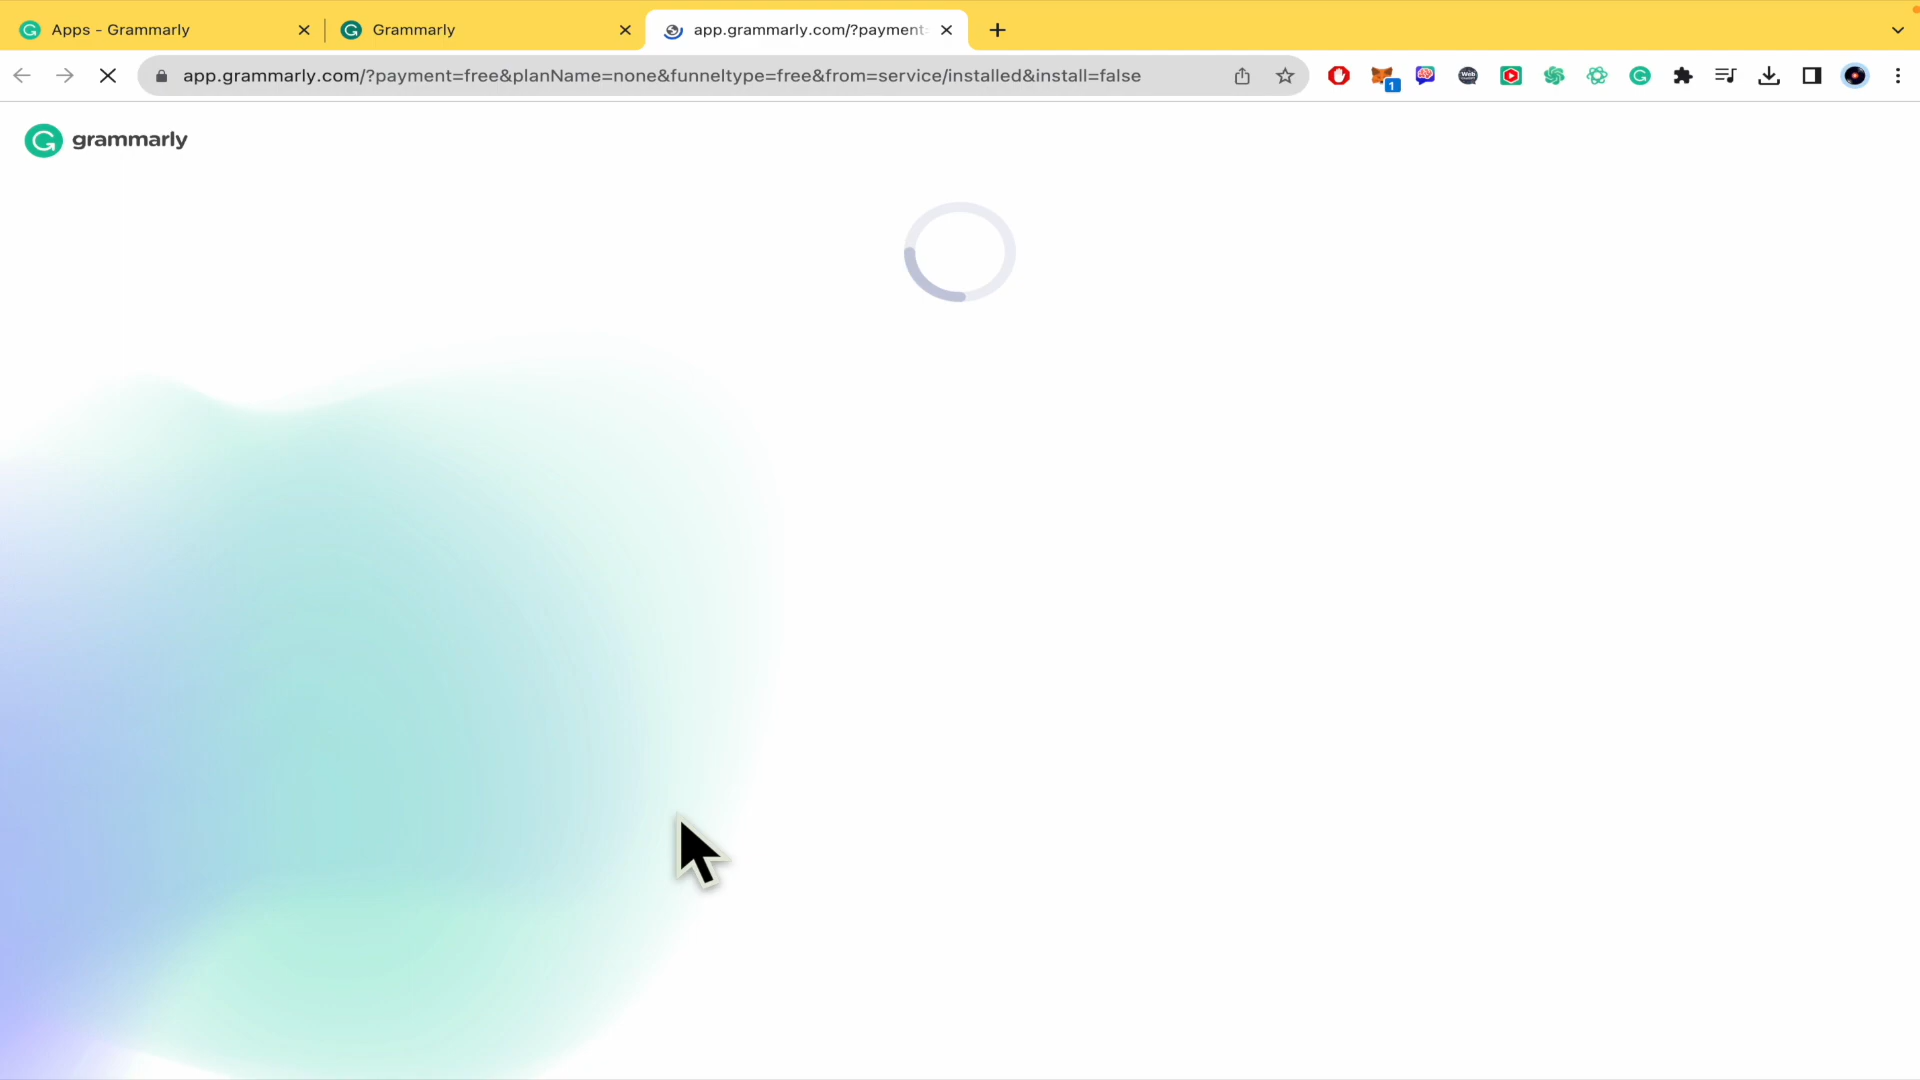 Apps - Grammarly
Grammarly
app.grammarly.com/?payment=
app.grammarly.com/?payment=free&planName=none&funneltype=free&from=service/installed&install=false
1
grammarly